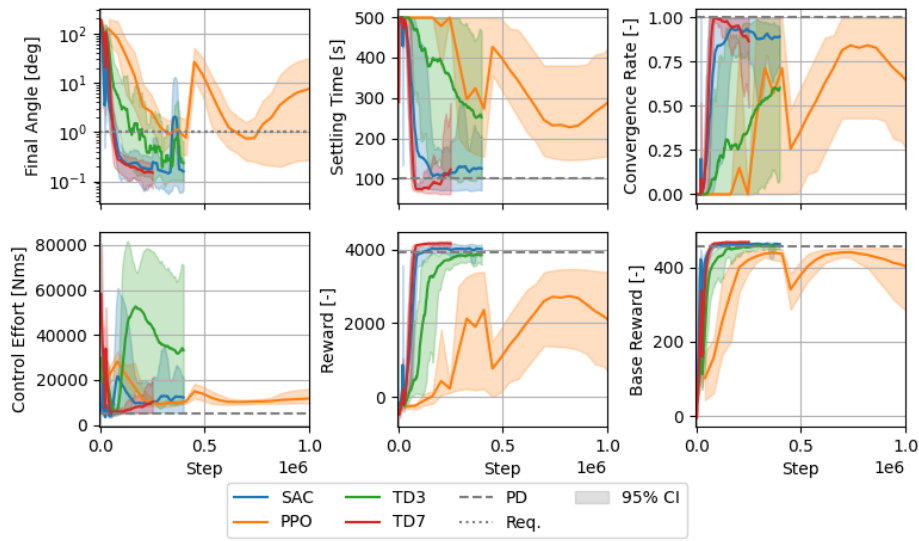 Final Angle [deg]
10²
10¹
10⁰
10⁻¹
Settling Time [s]
500
400
300
200
100
Convergence Rate [-]
1.00
0.75
0.50
0.25
0.00
Control Effort [Nms]
80000
60000
40000
20000
0
0.0
0.5
1.0
Step
1e6
Reward [-]
4000
2000
0
0.0
0.5
1.0
Step
1e6
Base Reward [-]
400
200
0
0.0
0.5
1.0
Step
1e6
SAC
TD3
PD
95% CI
PPO
TD7
Req.